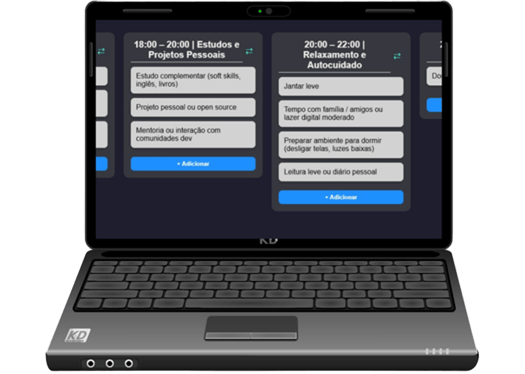 18:00 – 20:00 | Estudos e
Projetos Pessoais
Estudo complementar (soft skills,
inglês, livros)
Projeto pessoal ou open source
Mentoria ou interação com
comunidades dev
+ Adicionar
20:00 – 22:00 |
Relaxamento e
Autocuidado
Jantar leve
Tempo com família / amigos ou
lazer digital moderado
Preparar ambiente para dormir
(desligar telas, luzes baixas)
Leitura leve ou diário pessoal
+ Adicionar
2
Do
KD
KD